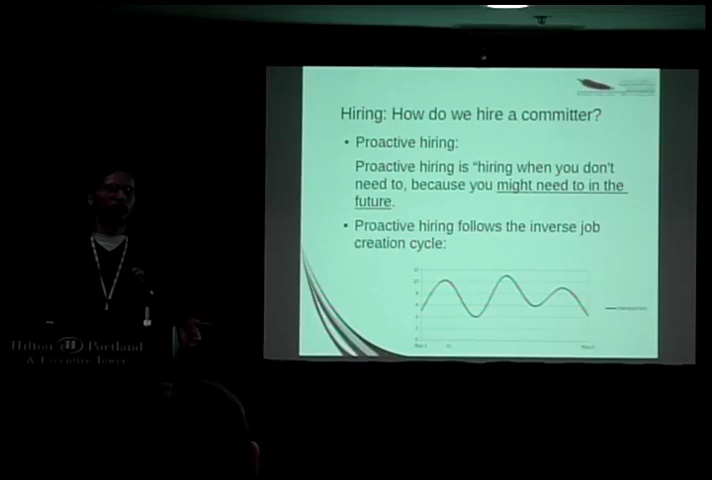 Hiring: How do we hire a committer?
• Proactive hiring:
Proactive hiring is “hiring when you don't
need to, because you might need to in the
future.
• Proactive hiring follows the inverse job
creation cycle:
Hilton Portland
& Executive Tower